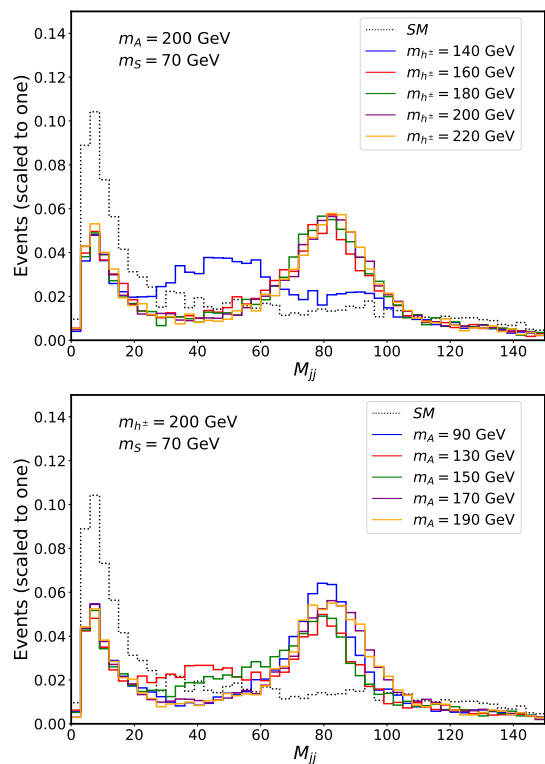 0.14
0.12
0.10
0.08
0.06
0.04
0.02
0.00
Events (scaled to one)
m_A = 200 GeV
m_S = 70 GeV
SM
m_{h^±} = 140 GeV
m_{h^±} = 160 GeV
m_{h^±} = 180 GeV
m_{h^±} = 200 GeV
m_{h^±} = 220 GeV
0 20 40 60 80 100 120 140
M_{jj}
0.14
0.12
0.10
0.08
0.06
0.04
0.02
0.00
Events (scaled to one)
m_{h^±} = 200 GeV
m_S = 70 GeV
SM
m_A = 90 GeV
m_A = 130 GeV
m_A = 150 GeV
m_A = 170 GeV
m_A = 190 GeV
0 20 40 60 80 100 120 140
M_{jj}